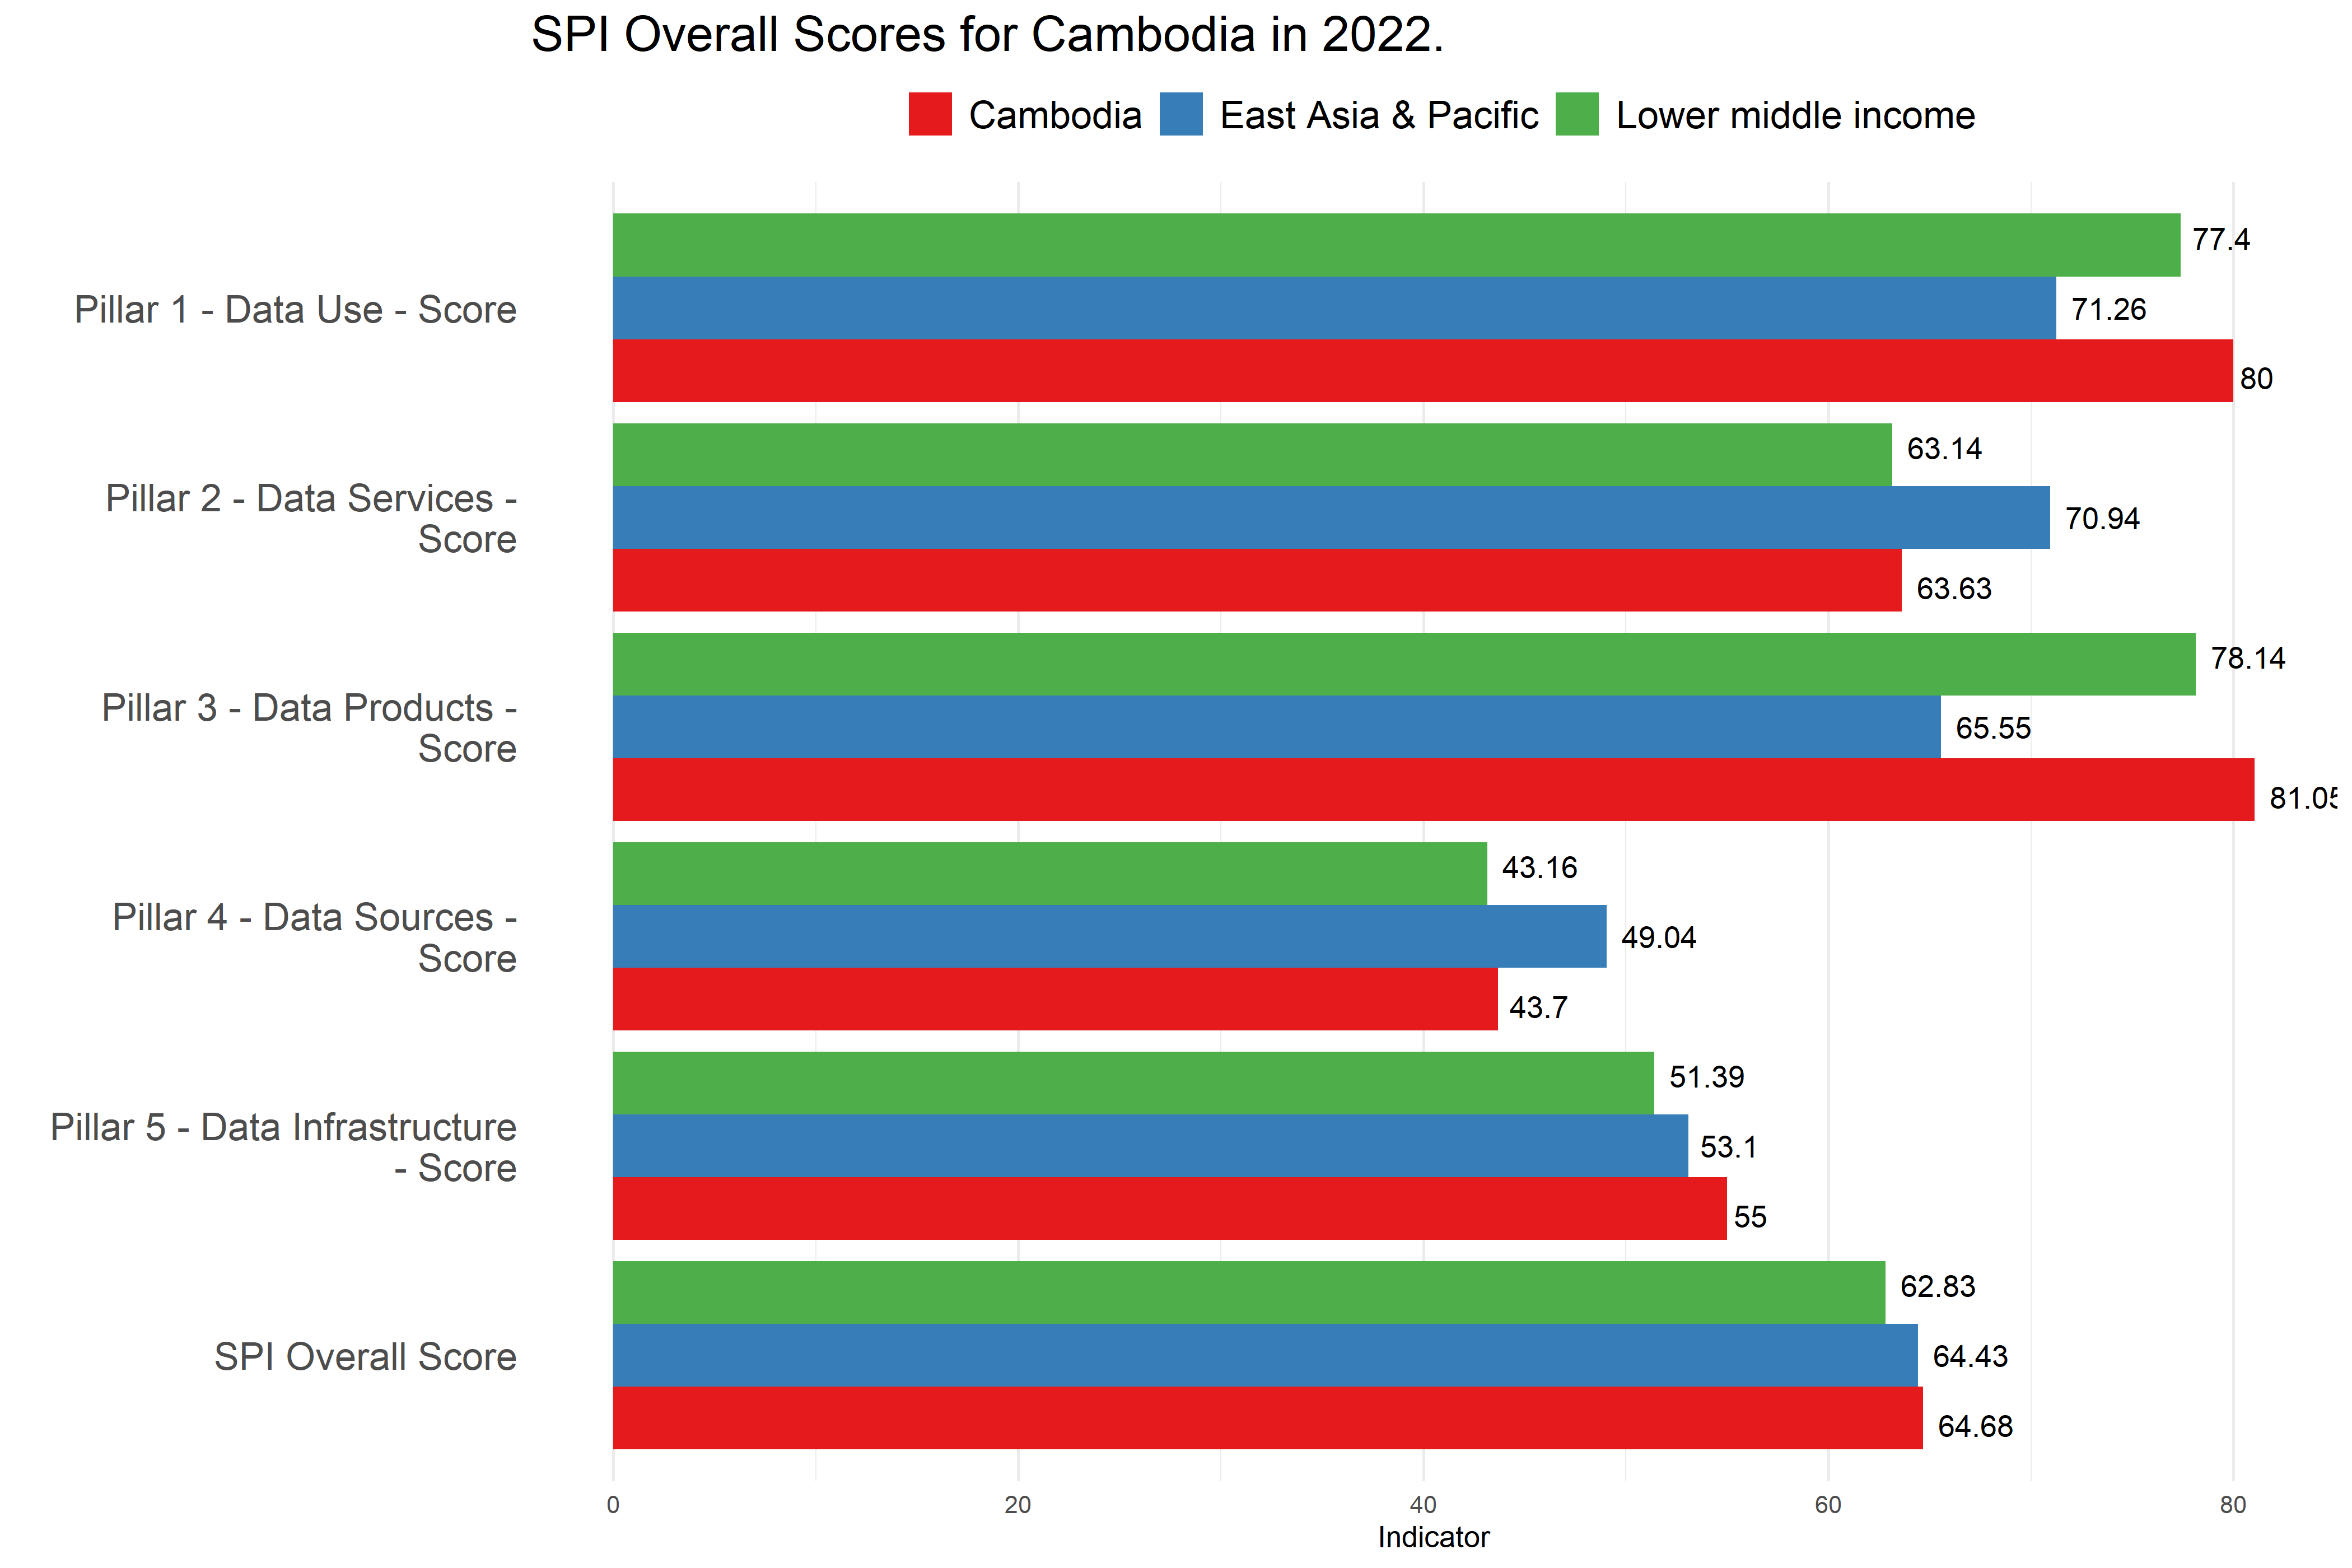 SPI Overall Scores for Cambodia in 2022.
Cambodia East Asia & Pacific Lower middle income
77.4
Pillar 1 - Data Use - Score
71.26
80
63.14
Pillar 2 - Data Services -
Score
70.94
63.63
78.14
Pillar 3 - Data Products -
Score
65.55
81.05
43.16
Pillar 4 - Data Sources -
Score
49.04
43.7
51.39
Pillar 5 - Data Infrastructure
- Score
53.1
55
62.83
SPI Overall Score
64.43
64.68
0 20 40 60 80
Indicator